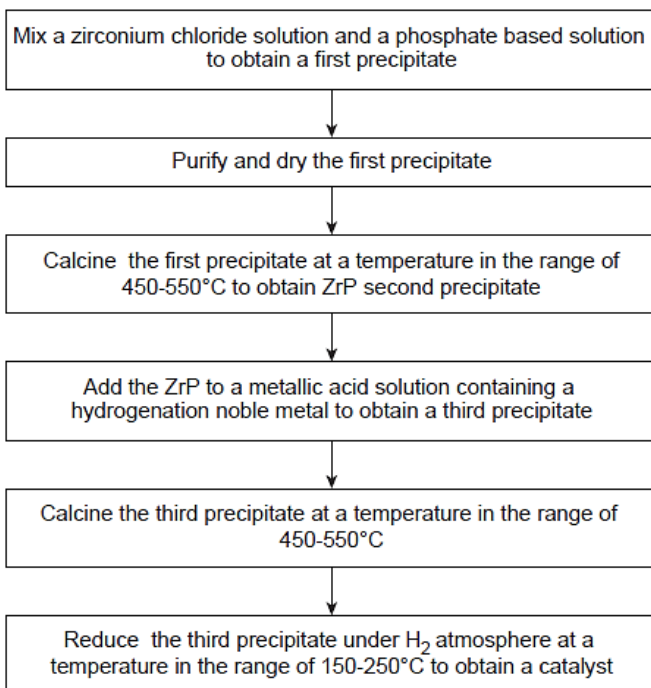 Mix a zirconium chloride solution and a phosphate based solution
to obtain a first precipitate
Purify and dry the first precipitate
Calcine the first precipitate at a temperature in the range of
450-550°C to obtain ZrP second precipitate
Add the ZrP to a metallic acid solution containing a
hydrogenation noble metal to obtain a third precipitate
Calcine the third precipitate at a temperature in the range of
450-550°C
Reduce the third precipitate under H₂ atmosphere at a
temperature in the range of 150-250°C to obtain a catalyst